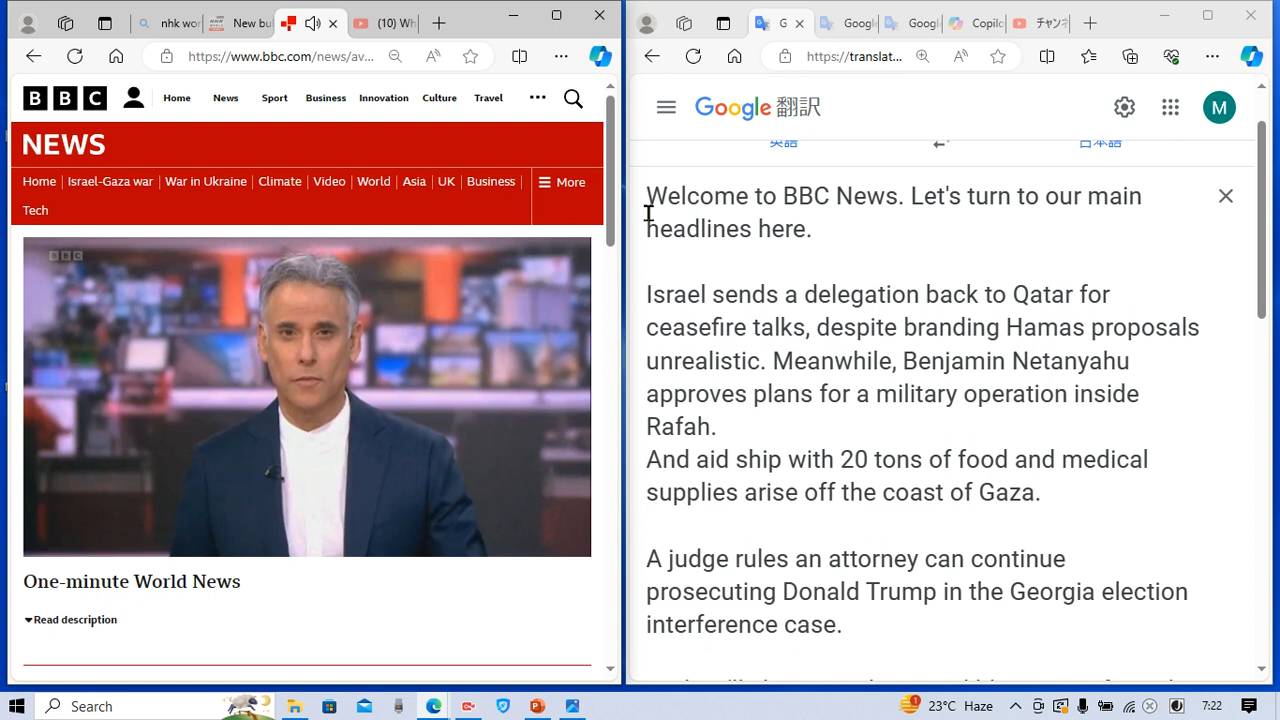 nhk wor
New bu
(10) Wh
https://www.bbc.com/news/av...
BBC
Home
News
Sport
Business
Innovation
Culture
Travel
NEWS
Home
Israel-Gaza war
War in Ukraine
Climate
Video
World
Asia
UK
Business
More
Tech
BBC
One-minute World News
Read description
G
Googl
Googl
Copil
チャンネ
https://translat...
Google 翻訳
M
英語
日本語
Welcome to BBC News. Let's turn to our main
headlines here.
Israel sends a delegation back to Qatar for
ceasefire talks, despite branding Hamas proposals
unrealistic. Meanwhile, Benjamin Netanyahu
approves plans for a military operation inside
Rafah.
And aid ship with 20 tons of food and medical
supplies arise off the coast of Gaza.
A judge rules an attorney can continue
prosecuting Donald Trump in the Georgia election
interference case.
Search
1
23°C Haze
7:22